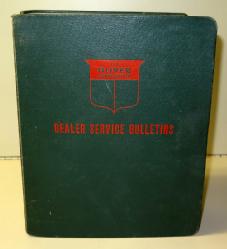 OLIVER
DEALER SERVICE BULLETINS